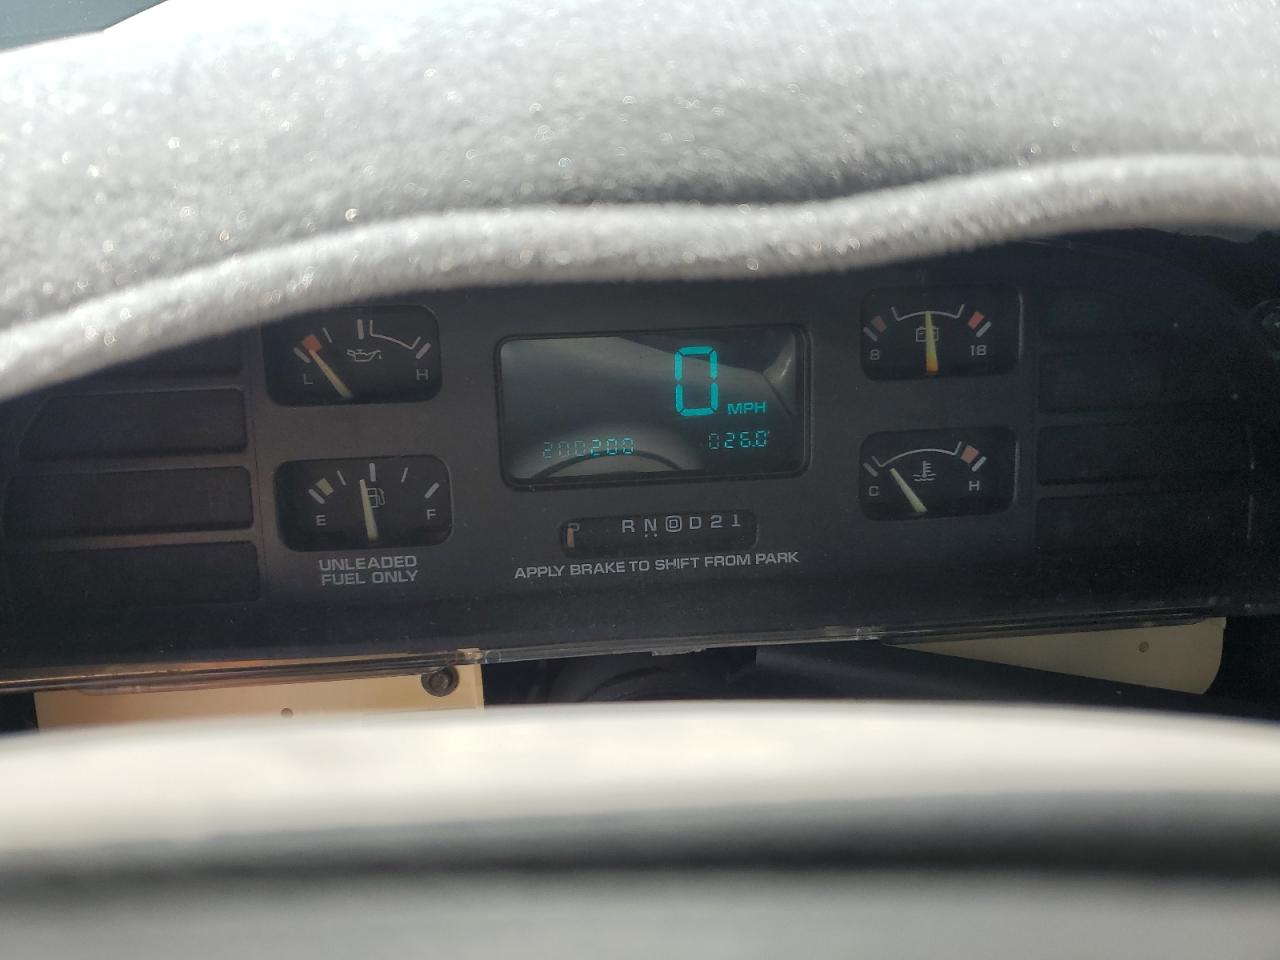 L H
8 18
0 MPH
200200 026.0
E F
C H
P R N D D 2 1
UNLEADED
FUEL ONLY
APPLY BRAKE TO SHIFT FROM PARK